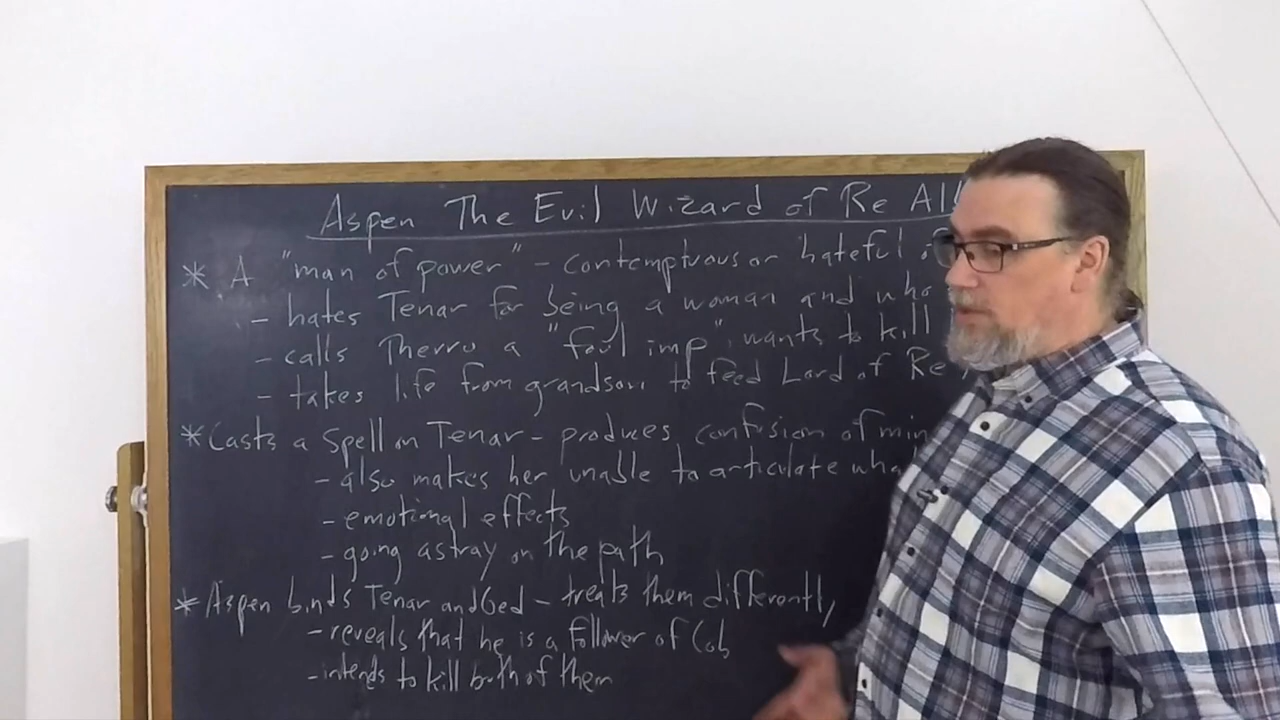 Aspen The Evil Wizard of Re Al
* A "man of power" - contemptuous or hateful of
- hates Tenar for being a woman and who
- calls Therru a "foul imp", wants to kill
- takes life from grandson to feed Lord of Re
* Casts a Spell on Tenar - produces confusion of min
- also makes her unable to articulate wha
- emotional effects
- going astray on the path
* Aspen binds Tenar and Ged - treats them differently
- reveals that he is a follower of Cob
- intends to kill both of them